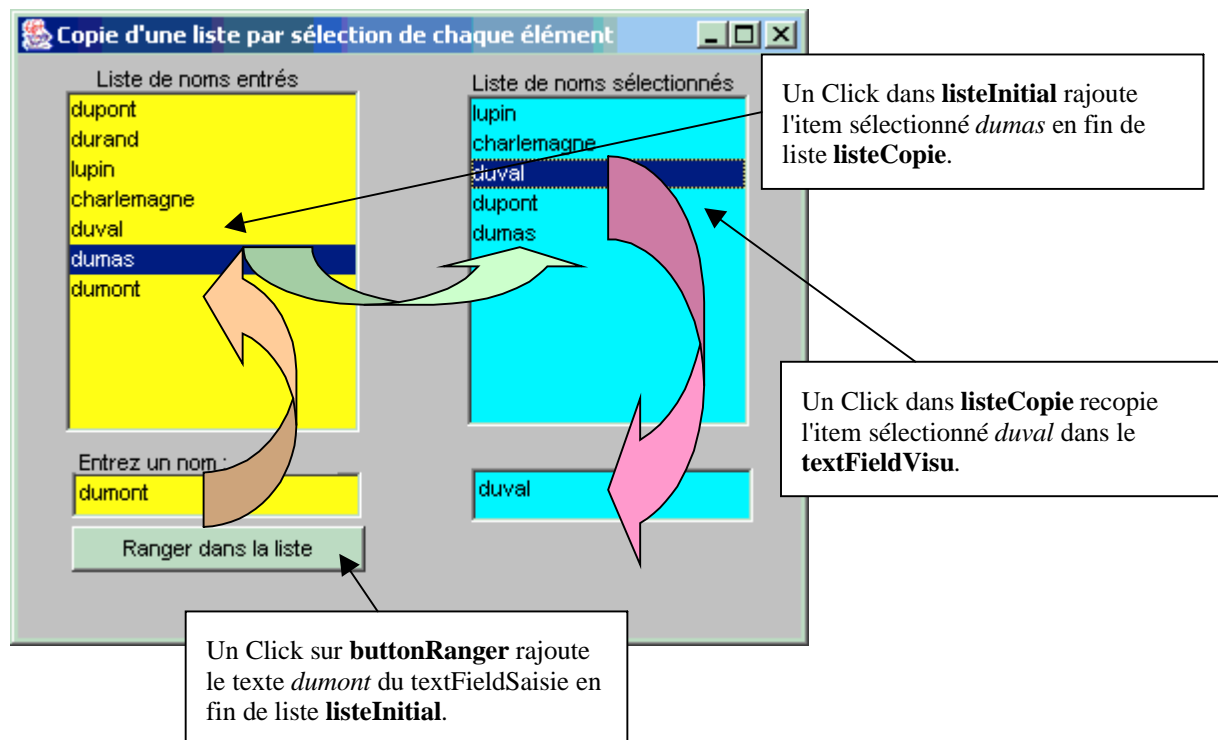 Copie d'une liste par sélection de chaque élément
Liste de noms entrés
dupont
durand
lupin
charlemagne
duval
dumas
dumont
Entrez un nom :
dumont
Ranger dans la liste
Liste de noms sélectionnés
lupin
charlemagne
duval
dupont
dumas
duval
Un Click dans listeInitial rajoute
l'item sélectionné dumas en fin de
liste listeCopie.
Un Click dans listeCopie recopie
l'item sélectionné duval dans le
textFieldVisu.
Un Click sur buttonRanger rajoute
le texte dumont du textFieldSaisie en
fin de liste listeInitial.